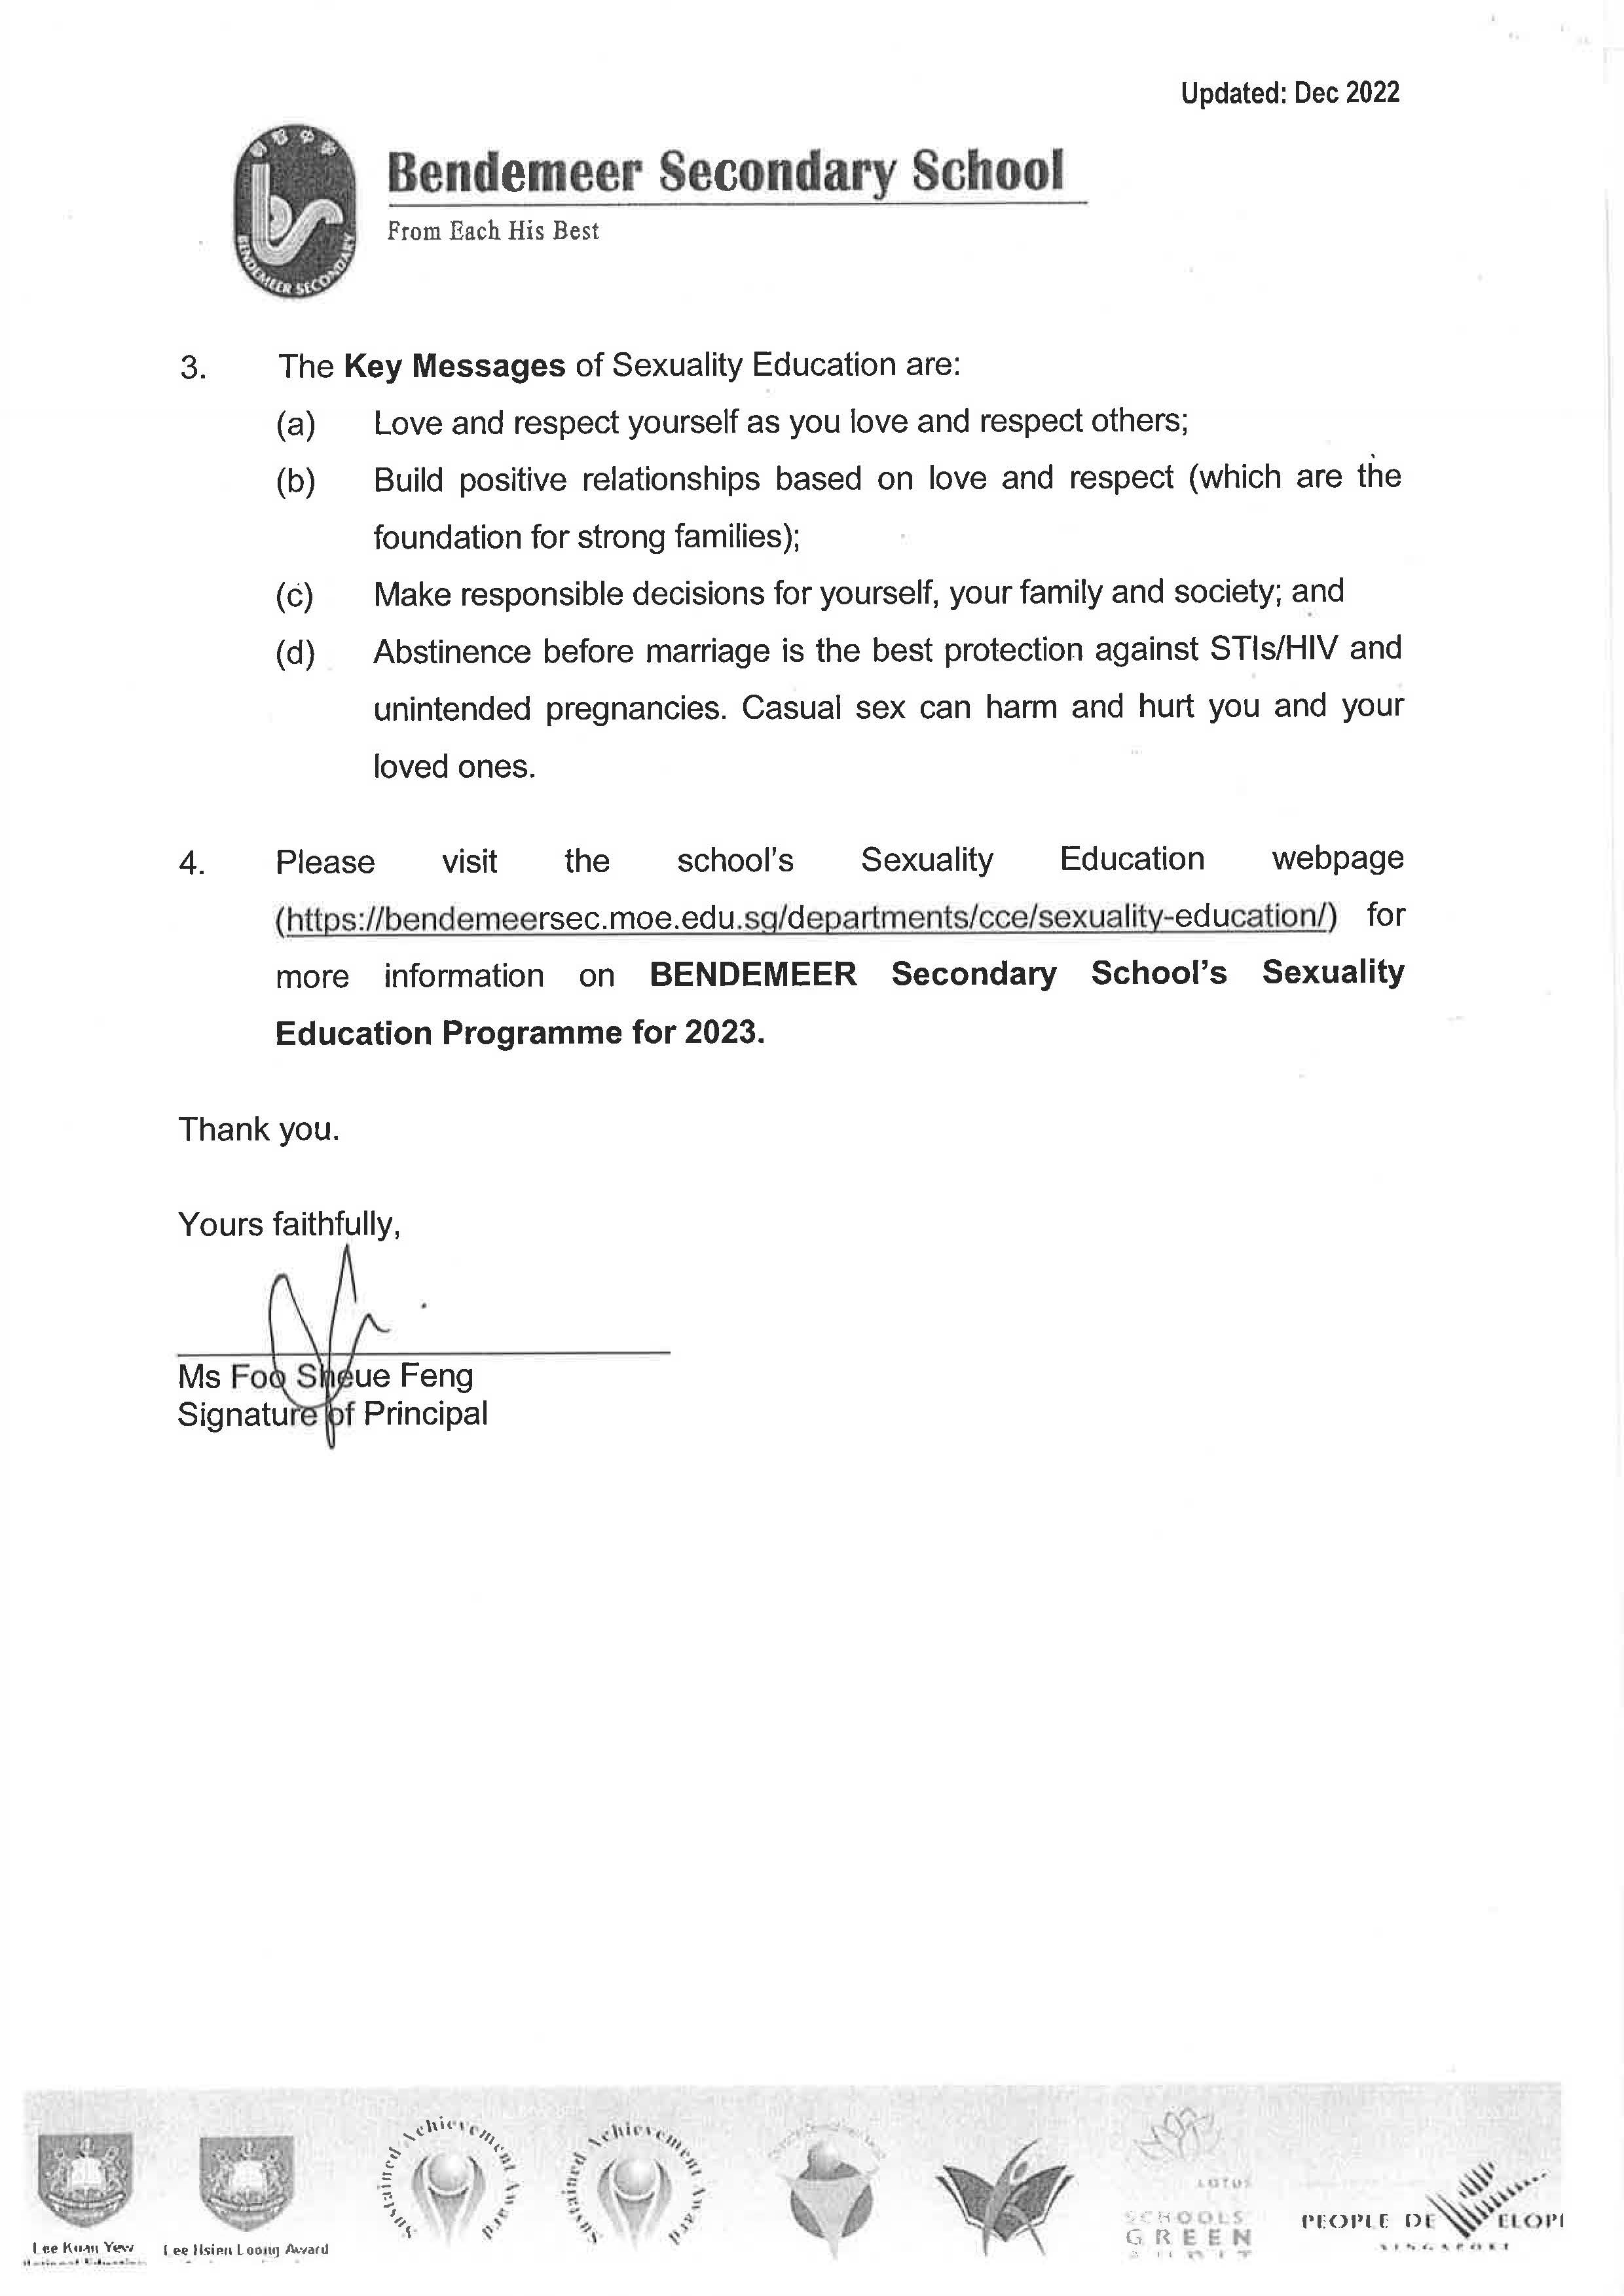 Updated: Dec 2022
Bendemeer Secondary School
From Each His Best
BENDEMEER SECONDARY
3. The Key Messages of Sexuality Education are:
(a) Love and respect yourself as you love and respect others;
(b) Build positive relationships based on love and respect (which are the
foundation for strong families);
(c) Make responsible decisions for yourself, your family and society; and
(d) Abstinence before marriage is the best protection against STIs/HIV and
unintended pregnancies. Casual sex can harm and hurt you and your
loved ones.
4. Please visit the school's Sexuality Education webpage
(https://bendemeersec.moe.edu.sg/departments/cce/sexuality-education/) for
more information on BENDEMEER Secondary School's Sexuality
Education Programme for 2023.
Thank you.
Yours faithfully,
Ms Foo Sheue Feng
Signature of Principal
Sustained Achievement Award
Sustained Achievement Award
LOTUS
SCHOOLS
GREEN
AUDIT
PEOPLE DE ELOPE
SINGAPORE
Lee Kuan Yew
Lee Hsien Loong Award